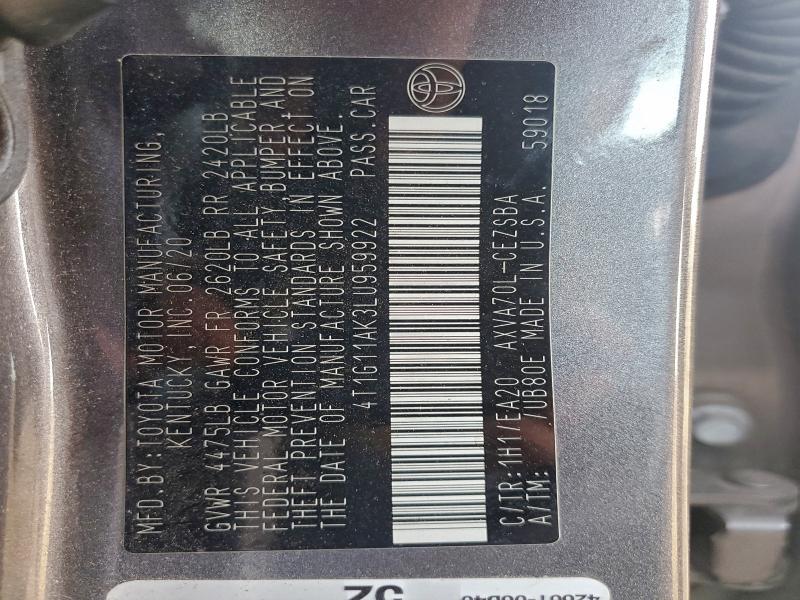 MFD.BY:TOYOTA MOTOR MANUFACTURING,
KENTUCKY, INC.06/20
GVWR 4475LB GAWR FR 2620LB RR 2420LB
THIS VEHICLE CONFORMS TO ALL APPLICABLE
FEDERAL MOTOR VEHICLE SAFETY,BUMPER,AND
THEFT PREVENTION STANDARDS IN EFFECT ON
THE DATE OF MANUFACTURE SHOWN ABOVE.
4T1G11AK3LU959922 PASS.CAR
C/TR:1H1/EA20 AXVA70L-CEZSBA
A/TM: /UB80E MADE IN U.S.A. 59018